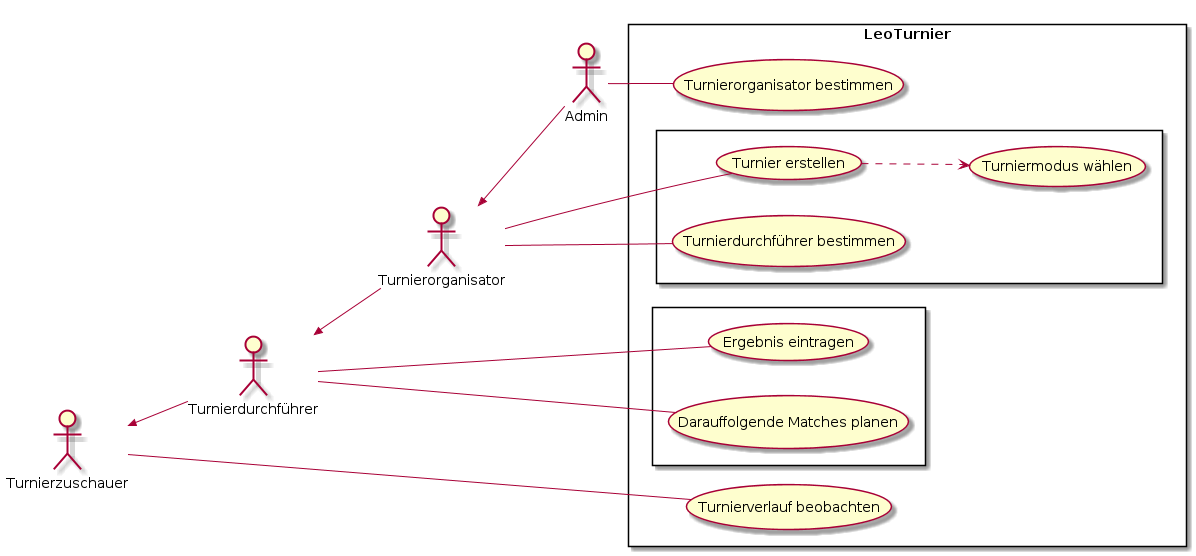 LeoTurnier
Turnierorganisator bestimmen
Admin
Turnier erstellen
Turniermodus wählen
Turnierdurchführer bestimmen
Turnierorganisator
Ergebnis eintragen
Turnierdurchführer
Darauffolgende Matches planen
Turnierzuschauer
Turnierverlauf beobachten